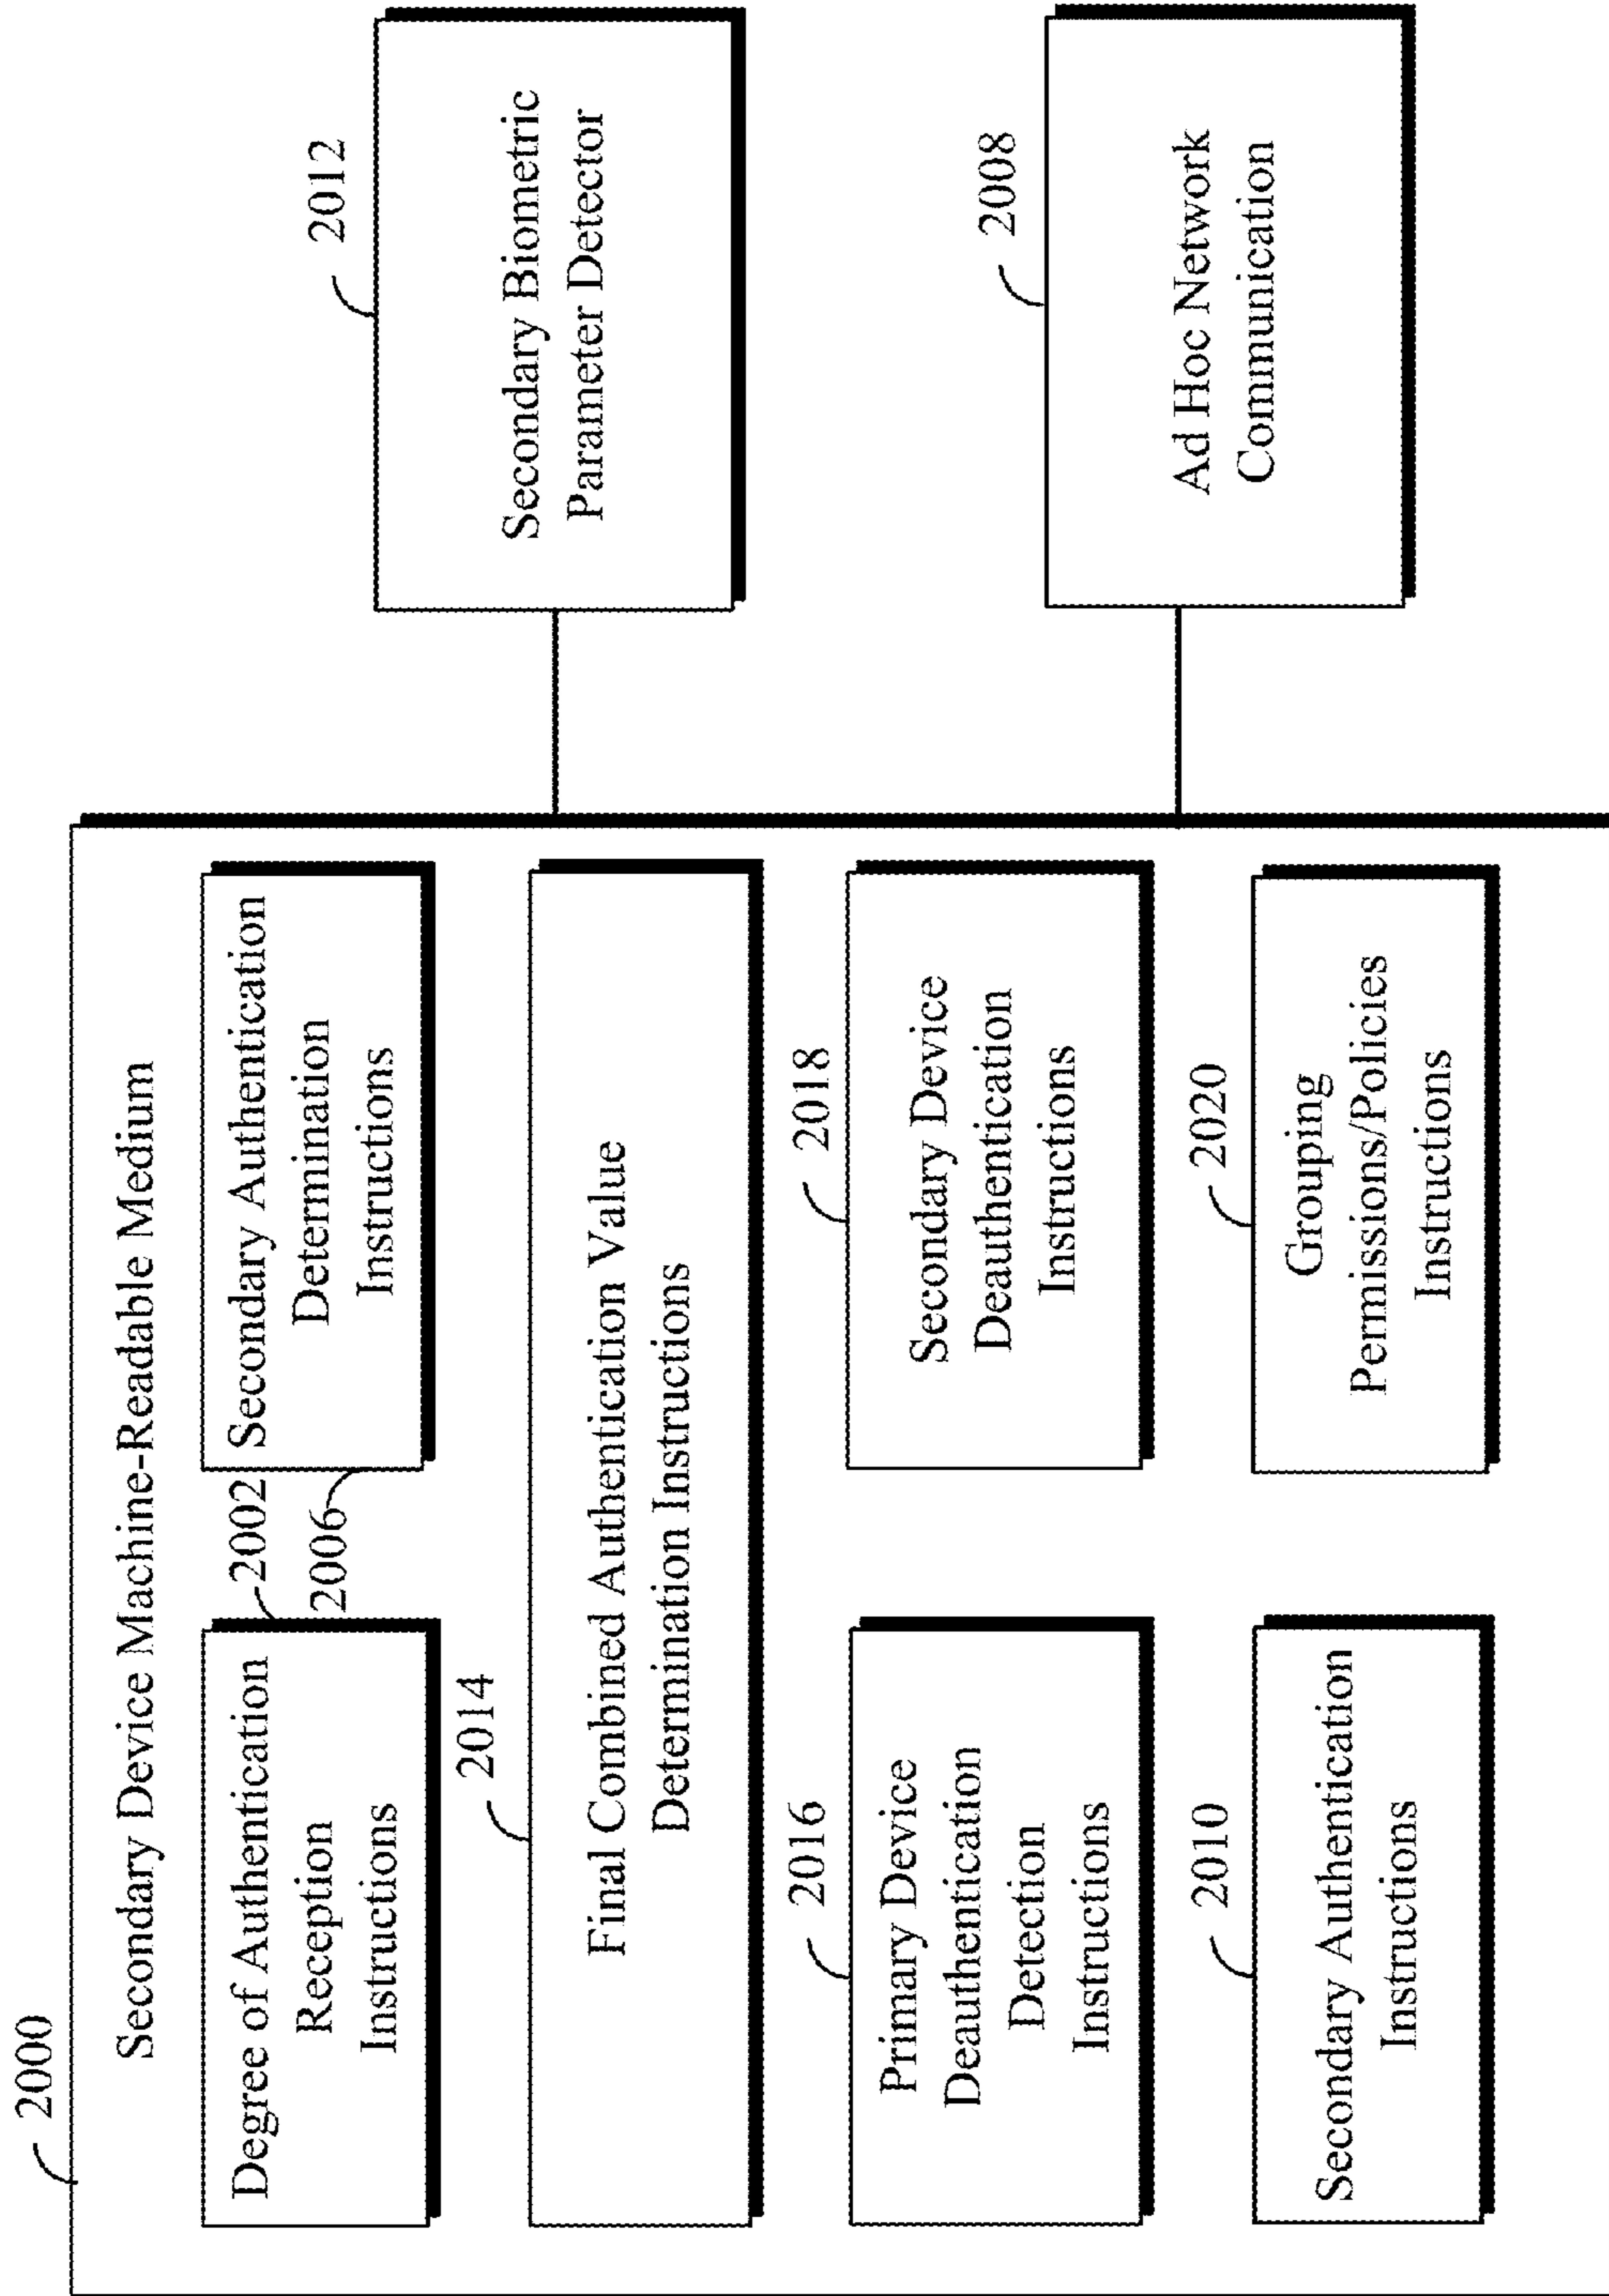 2000
Secondary Device Machine-Readable Medium
Degree of Authentication
Reception
Instructions
2002
2006
Secondary Authentication
Determination
Instructions
2014
Final Combined Authentication Value
Determination Instructions
2016
Primary Device
Deauthentication
Detection
Instructions
2018
Secondary Device
Deauthentication
Instructions
2010
Secondary Authentication
Instructions
2020
Grouping
Permissions/Policies
Instructions
2012
Secondary Biometric
Parameter Detector
2008
Ad Hoc Network
Communication